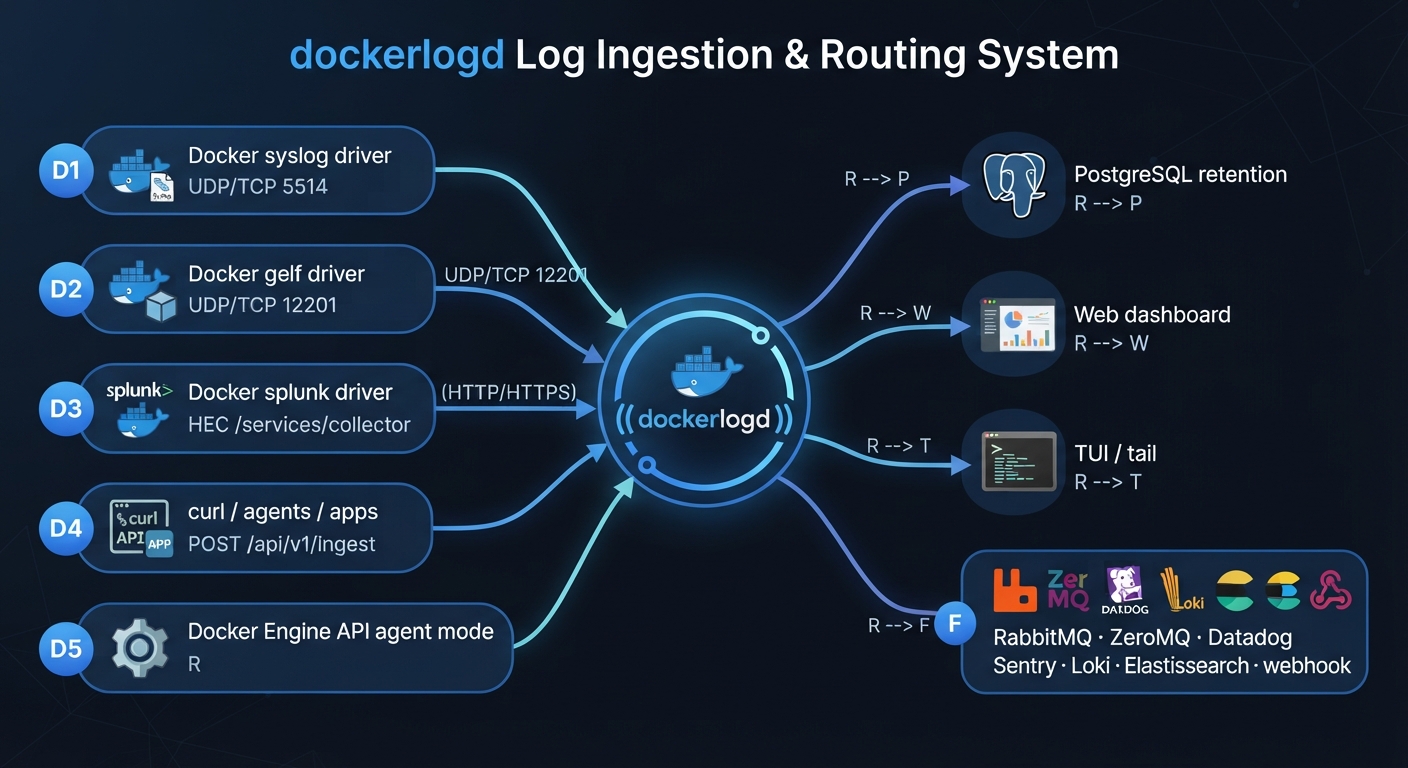 dockerlogd Log Ingestion & Routing System
D1
Docker syslog driver
UDP/TCP 5514
D2
Docker gelf driver
UDP/TCP 12201
UDP/TCP 12201
D3
splunk>
Docker splunk driver
HEC /services/collector
(HTTP/HTTPS)
D4
curl
API
APP
curl / agents / apps
POST /api/v1/ingest
D5
Docker Engine API agent mode
R
((dockerlogd))
R --> P
PostgreSQL retention
R --> P
R --> W
Web dashboard
R --> W
R --> T
TUI / tail
R --> T
R --> F
F
Zer
MQ
Loki
RabbitMQ · ZeroMQ · Datadog
Sentry · Loki · Elastissearch · webhook